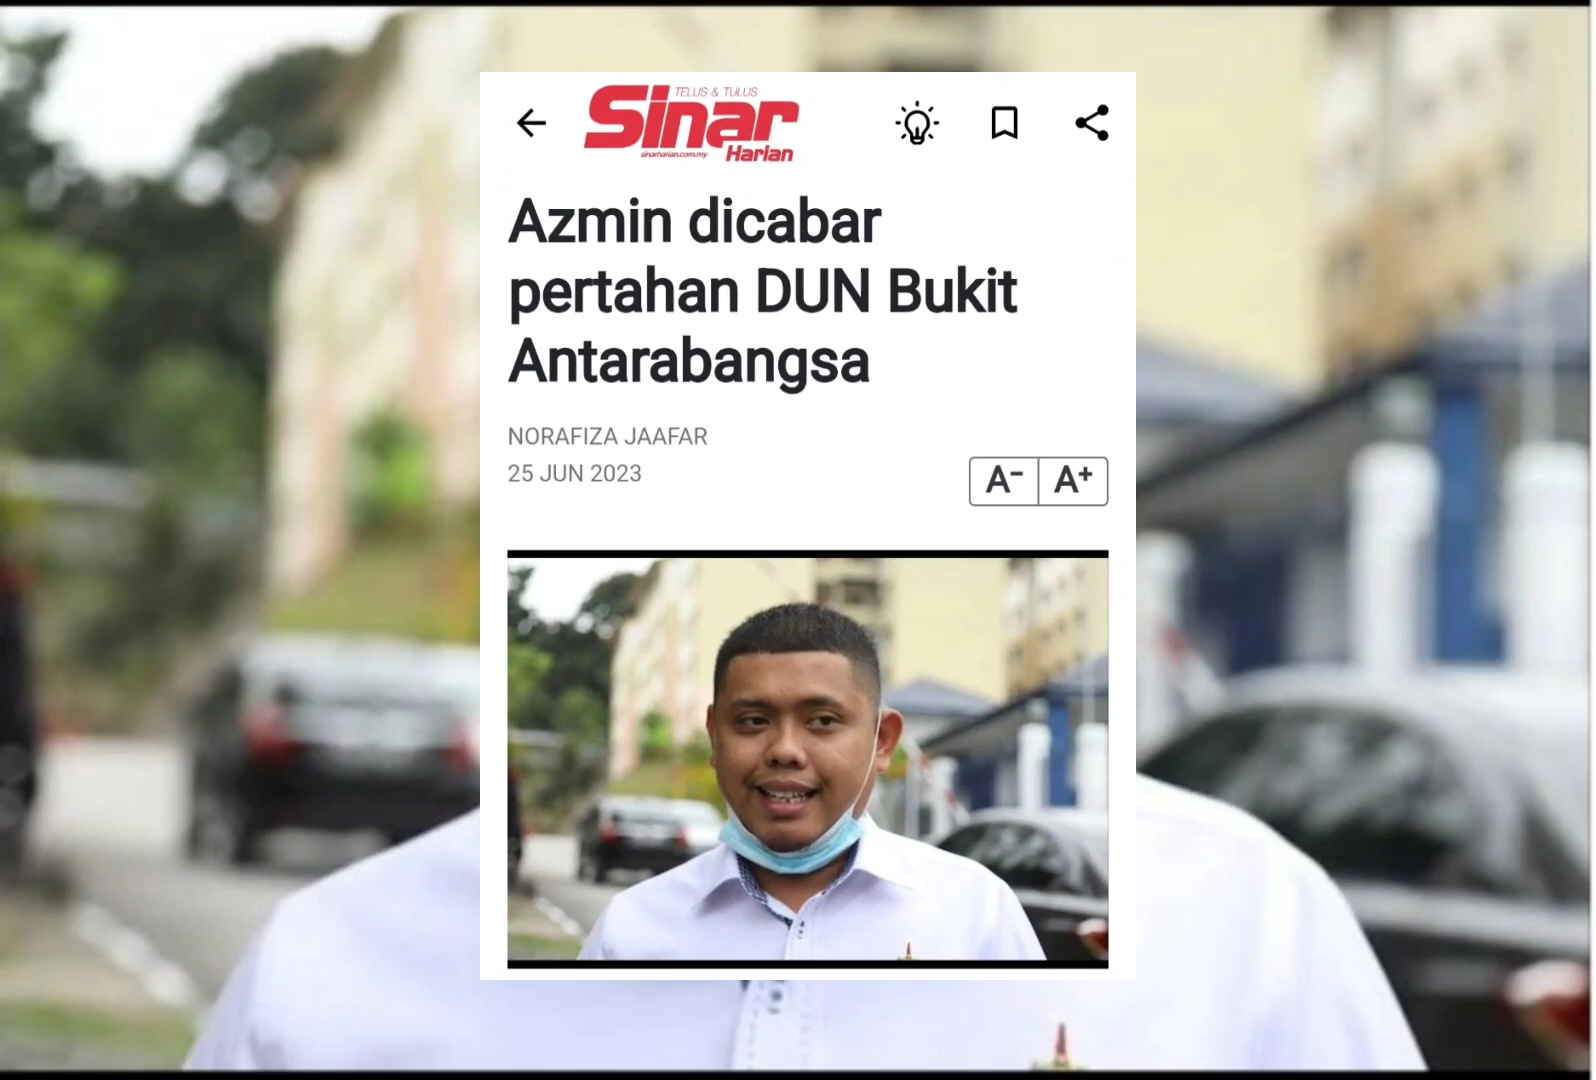 TELUS & TULUS
Sinar
Harian
sinarharian.com.my
Azmin dicabar
pertahan DUN Bukit
Antarabangsa
NORAFIZA JAAFAR
25 JUN 2023
A- A+